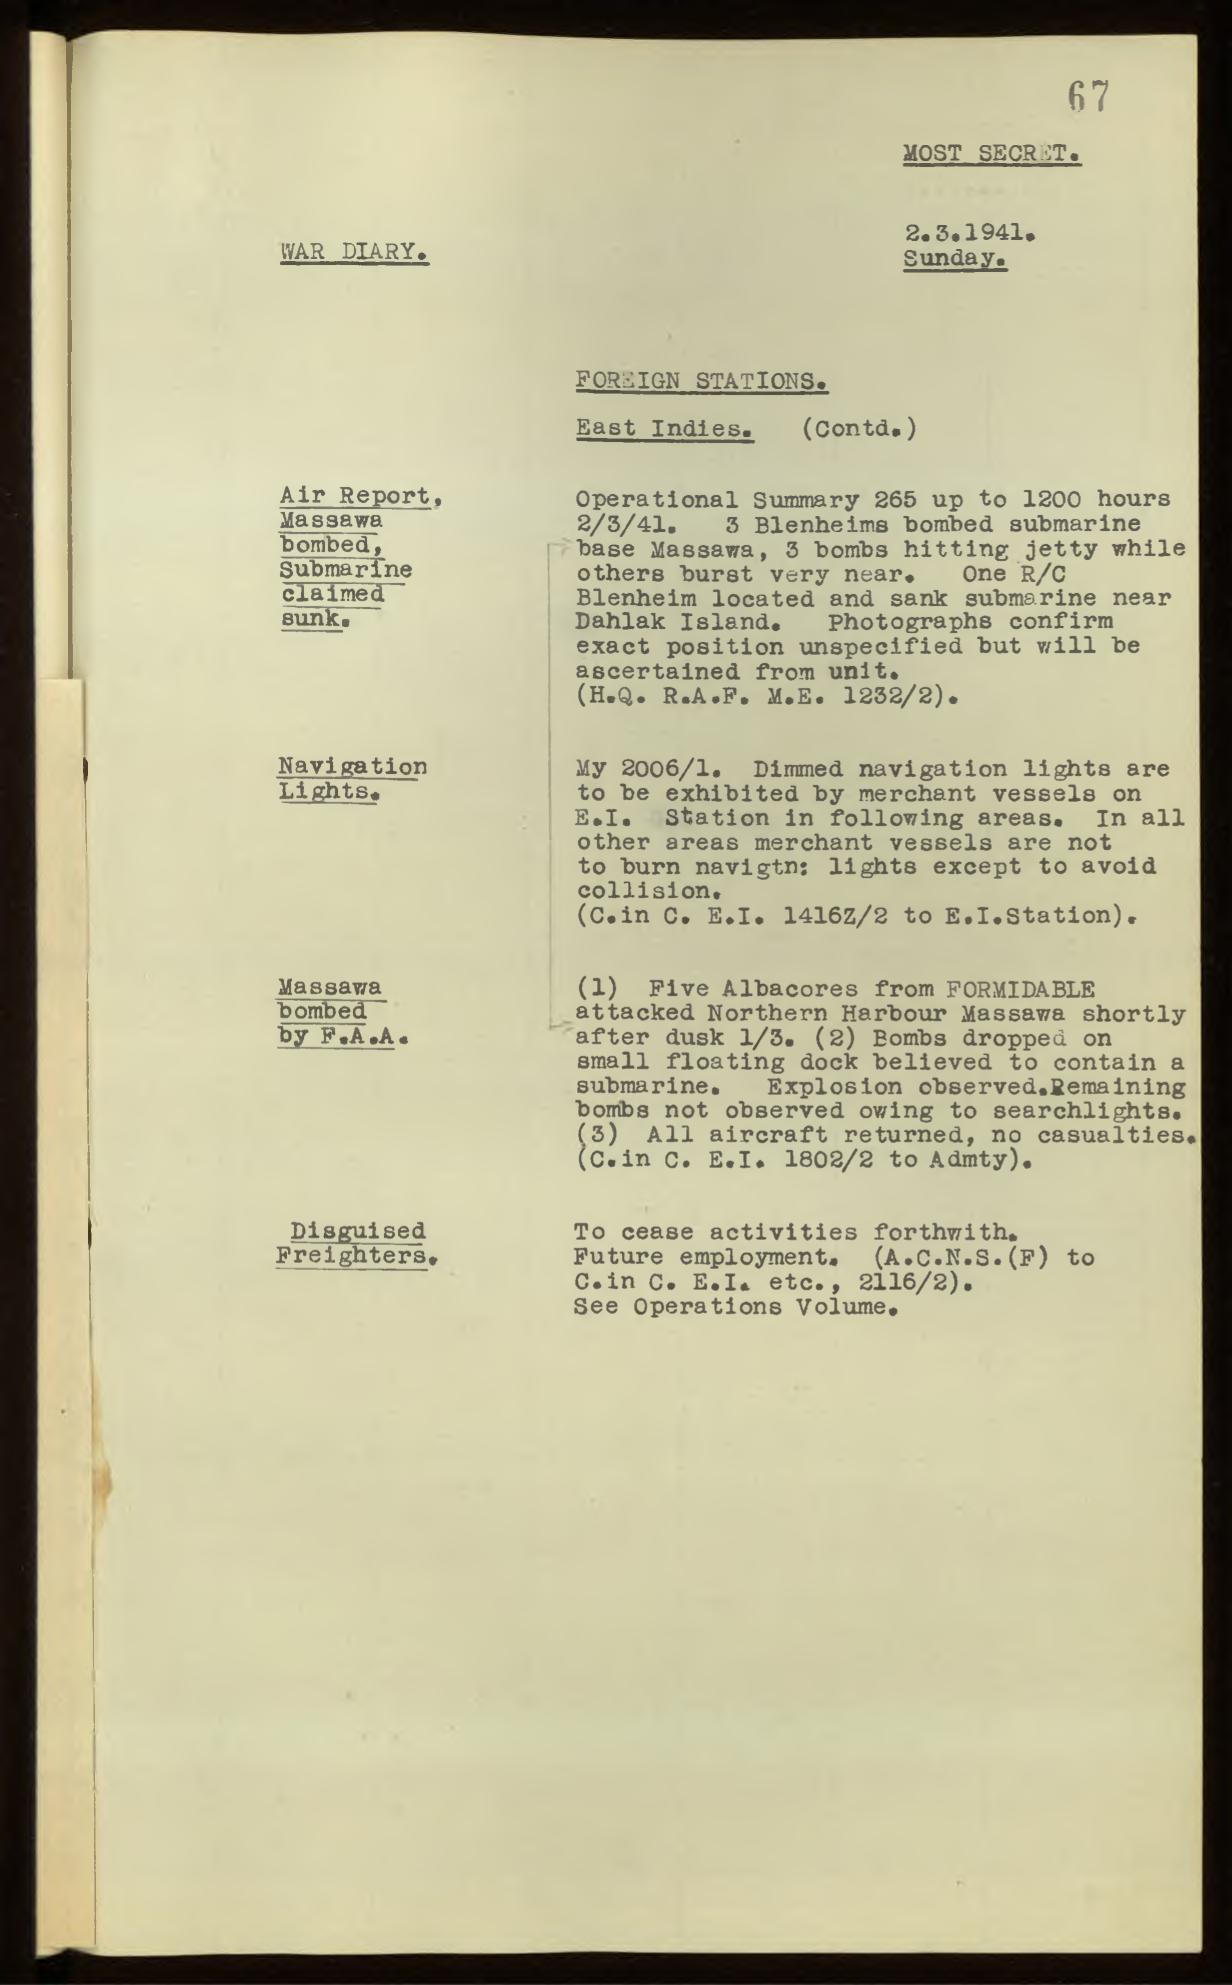 67
MOST SECRET.
2.3.1941.
Sunday.
WAR DIARY.
FOREIGN STATIONS.
East Indies. (Contd.)
Air Report,
Massawa
bombed,
Submarine
claimed
sunk.
Operational Summary 265 up to 1200 hours
2/3/41. 3 Blenheims bombed submarine
base Massawa, 3 bombs hitting jetty while
others burst very near. One R/C
Blenheim located and sank submarine near
Dahlak Island. Photographs confirm
exact position unspecified but will be
ascertained from unit.
(H.Q. R.A.F. M.E. 1232/2).
Navigation
Lights.
My 2006/1. Dimmed navigation lights are
to be exhibited by merchant vessels on
E.I. Station in following areas. In all
other areas merchant vessels are not
to burn navigtn: lights except to avoid
collision.
(C.in C. E.I. 1416Z/2 to E.I.Station).
Massawa
bombed
by F.A.A.
(1) Five Albacores from FORMIDABLE
attacked Northern Harbour Massawa shortly
after dusk 1/3. (2) Bombs dropped on
small floating dock believed to contain a
submarine. Explosion observed.Remaining
bombs not observed owing to searchlights.
(3) All aircraft returned, no casualties.
(C.in C. E.I. 1802/2 to Admty).
Disguised
Freighters.
To cease activities forthwith.
Future employment. (A.C.N.S.(F) to
C.in C. E.I. etc., 2116/2).
See Operations Volume.